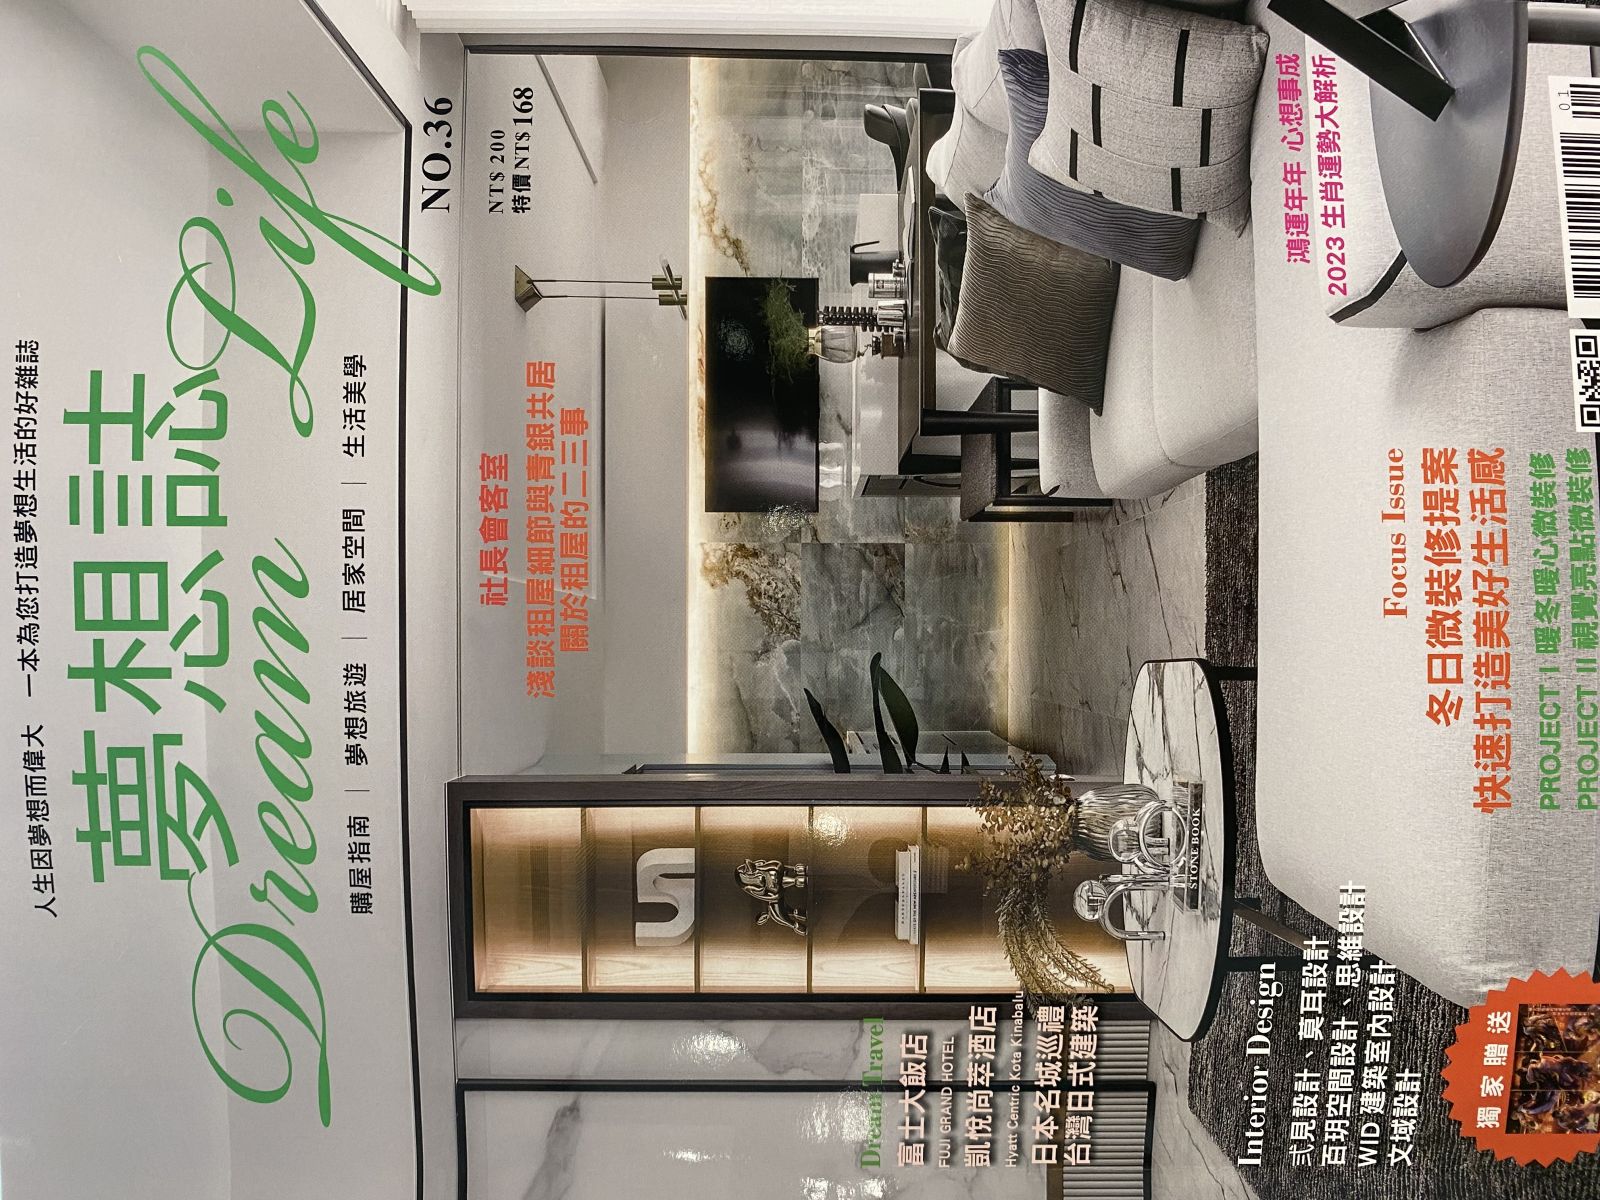 人生因夢想而偉大 一本為您打造夢想生活的好雜誌
夢想誌
Dream Life
購屋指南｜夢想旅遊｜居家空間｜生活美學
NO.36
NT$ 200
特價 NT$ 168
社長會客室
淺談租屋細節與青銀共居
關於租屋的二三事
Dream Travel
富士大飯店
FUJI GRAND HOTEL
凱悅尚萃酒店
Hyatt Centric Kota Kinabalu
日本名城巡禮
台灣日式建築
STONE BOOK
Interior Design
弍見設計、莫耳設計
百玥空間設計、思維設計
WID 建築室內設計
文域設計
鴻運年年 心想事成
2023 生肖運勢大解析
Focus Issue
冬日微裝修提案
快速打造美好生活感
PROJECT I 暖冬暖心微裝修
PROJECT II 視覺亮點微裝修
獨家贈送
01